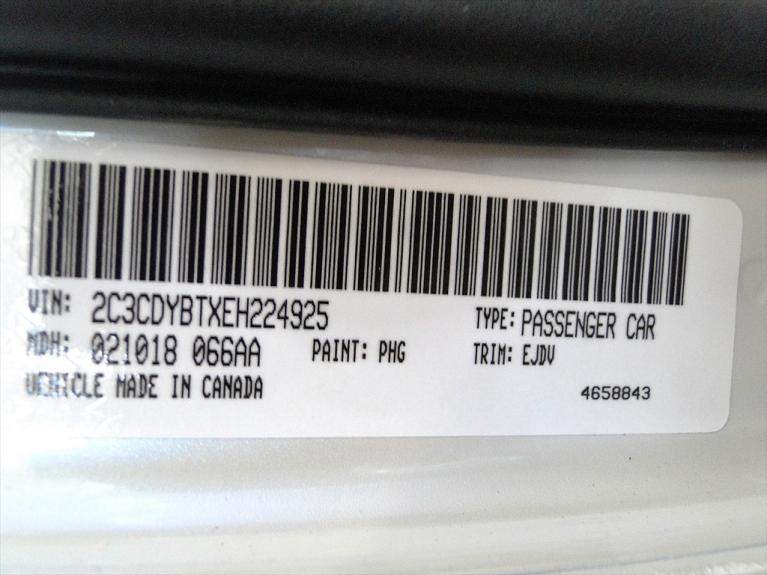 VIN: 2C3CDYBTXEH224925 TYPE: PASSENGER CAR
MDH: 021018 066AA PAINT: PHG TRIM: EJDV
VEHICLE MADE IN CANADA 4658843